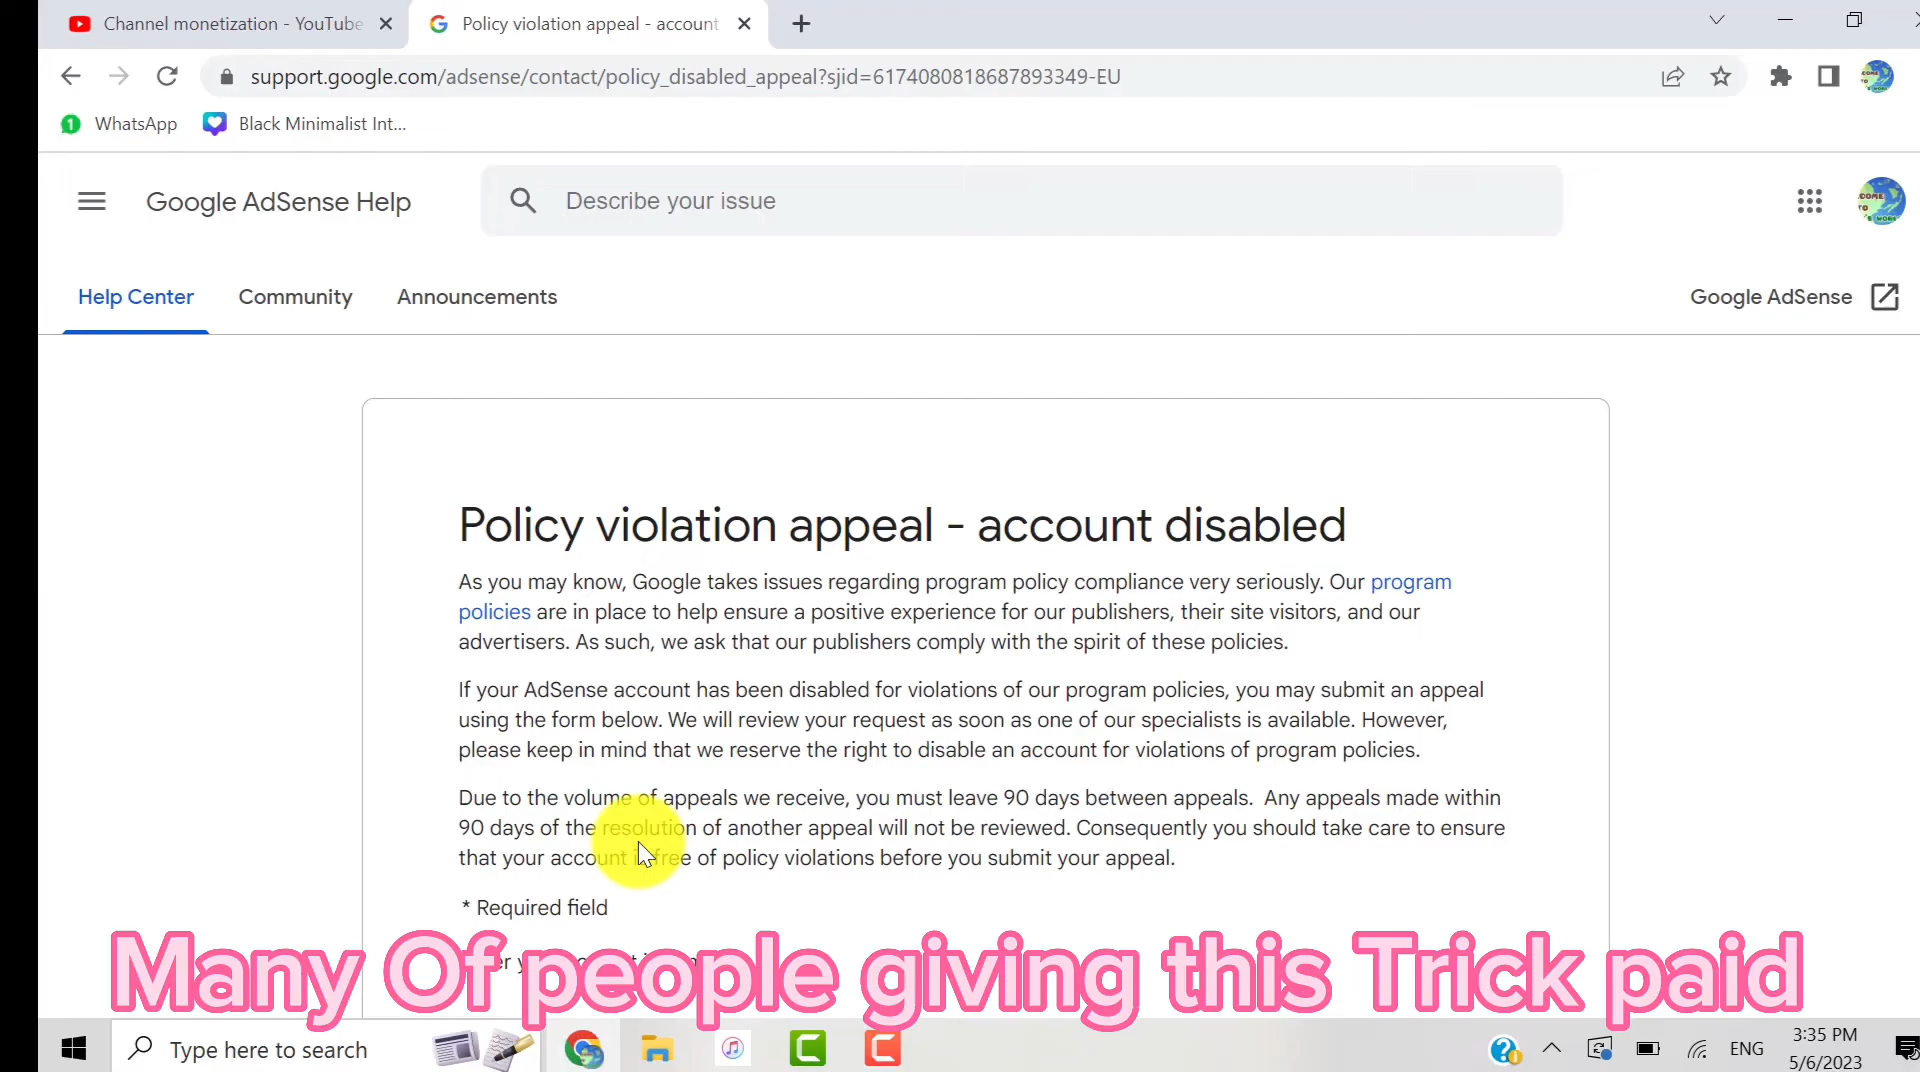 Channel monetization - YouTube
Policy violation appeal - account
support.google.com/adsense/contact/policy_disabled_appeal?sjid=6174080818687893349-EU
WhatsApp
Black Minimalist Int...
Google AdSense Help
Describe your issue
Help Center
Community
Announcements
Google AdSense
Policy violation appeal - account disabled
As you may know, Google takes issues regarding program policy compliance very seriously. Our program
policies are in place to help ensure a positive experience for our publishers, their site visitors, and our
advertisers. As such, we ask that our publishers comply with the spirit of these policies.
If your AdSense account has been disabled for violations of our program policies, you may submit an appeal
using the form below. We will review your request as soon as one of our specialists is available. However,
please keep in mind that we reserve the right to disable an account for violations of program policies.
Due to the volume of appeals we receive, you must leave 90 days between appeals.  Any appeals made within
90 days of the resolution of another appeal will not be reviewed. Consequently you should take care to ensure
that your account is free of policy violations before you submit your appeal.
* Required field
Many Of people giving this Trick paid
Type here to search
ENG
3:35 PM
5/6/2023